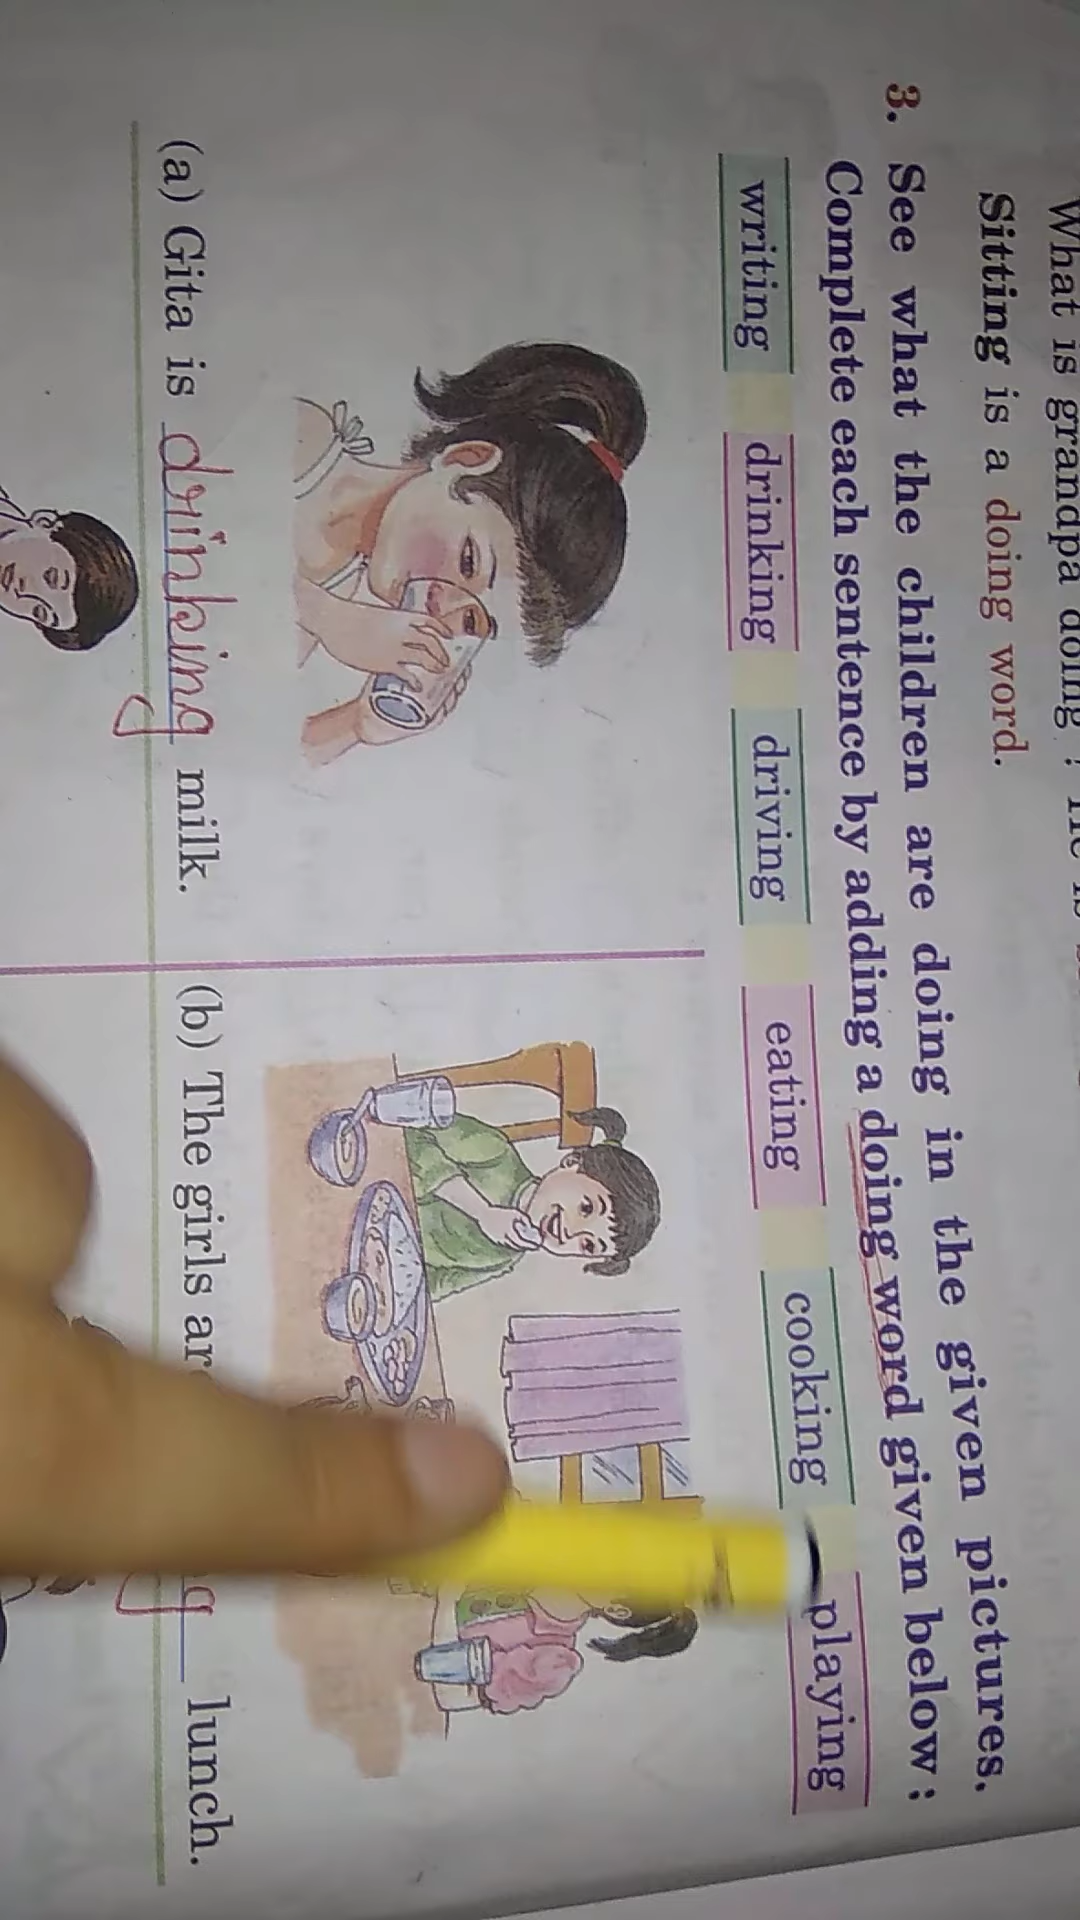 What is grandpa doing
Sitting is a doing word.
3. See what the children are doing in the given pictures.
Complete each sentence by adding a doing word given below :
writing drinking driving eating cooking playing
(a) Gita is drinking milk.
(b) The girls lunch.